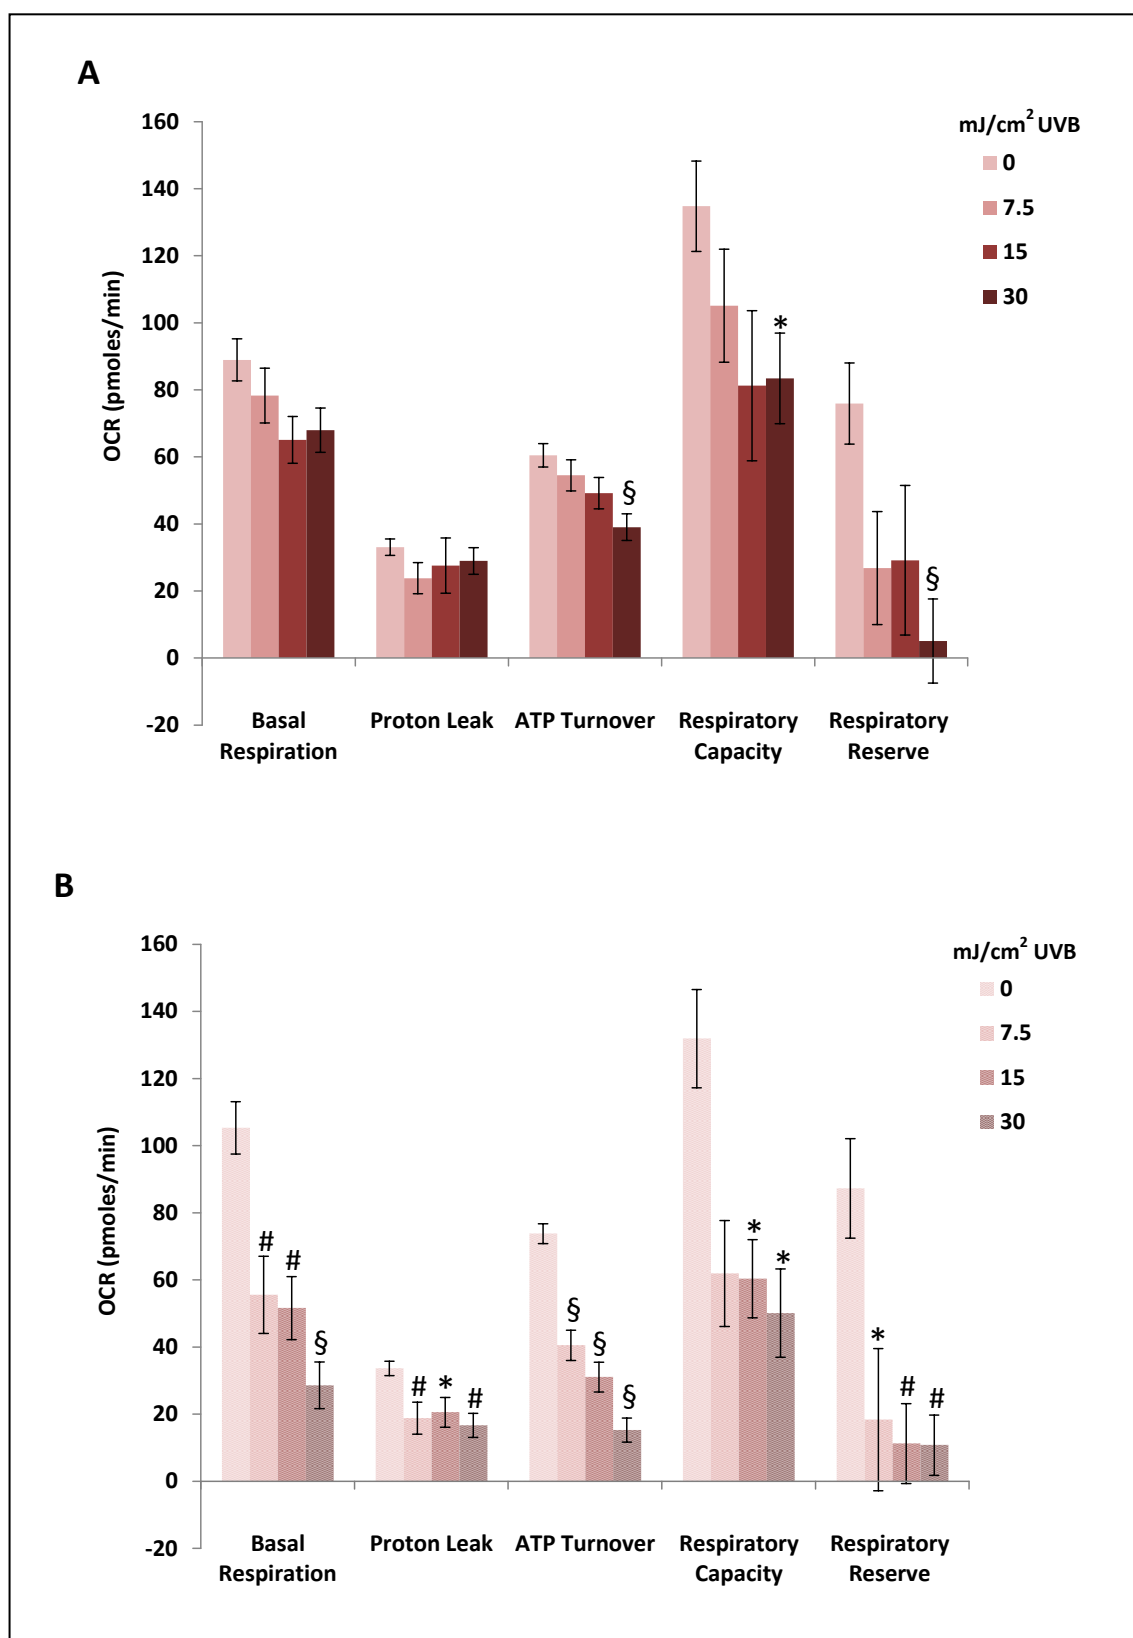 A
mJ/cm² UVB
0
7.5
15
30
OCR (pmoles/min)
160
140
120
100
80
60
40
20
0
-20
*
§
§
Basal Respiration
Proton Leak
ATP Turnover
Respiratory Capacity
Respiratory Reserve
B
mJ/cm² UVB
0
7.5
15
30
OCR (pmoles/min)
160
140
120
100
80
60
40
20
0
-20
# # §
# * #
§ § §
* *
* # #
Basal Respiration
Proton Leak
ATP Turnover
Respiratory Capacity
Respiratory Reserve